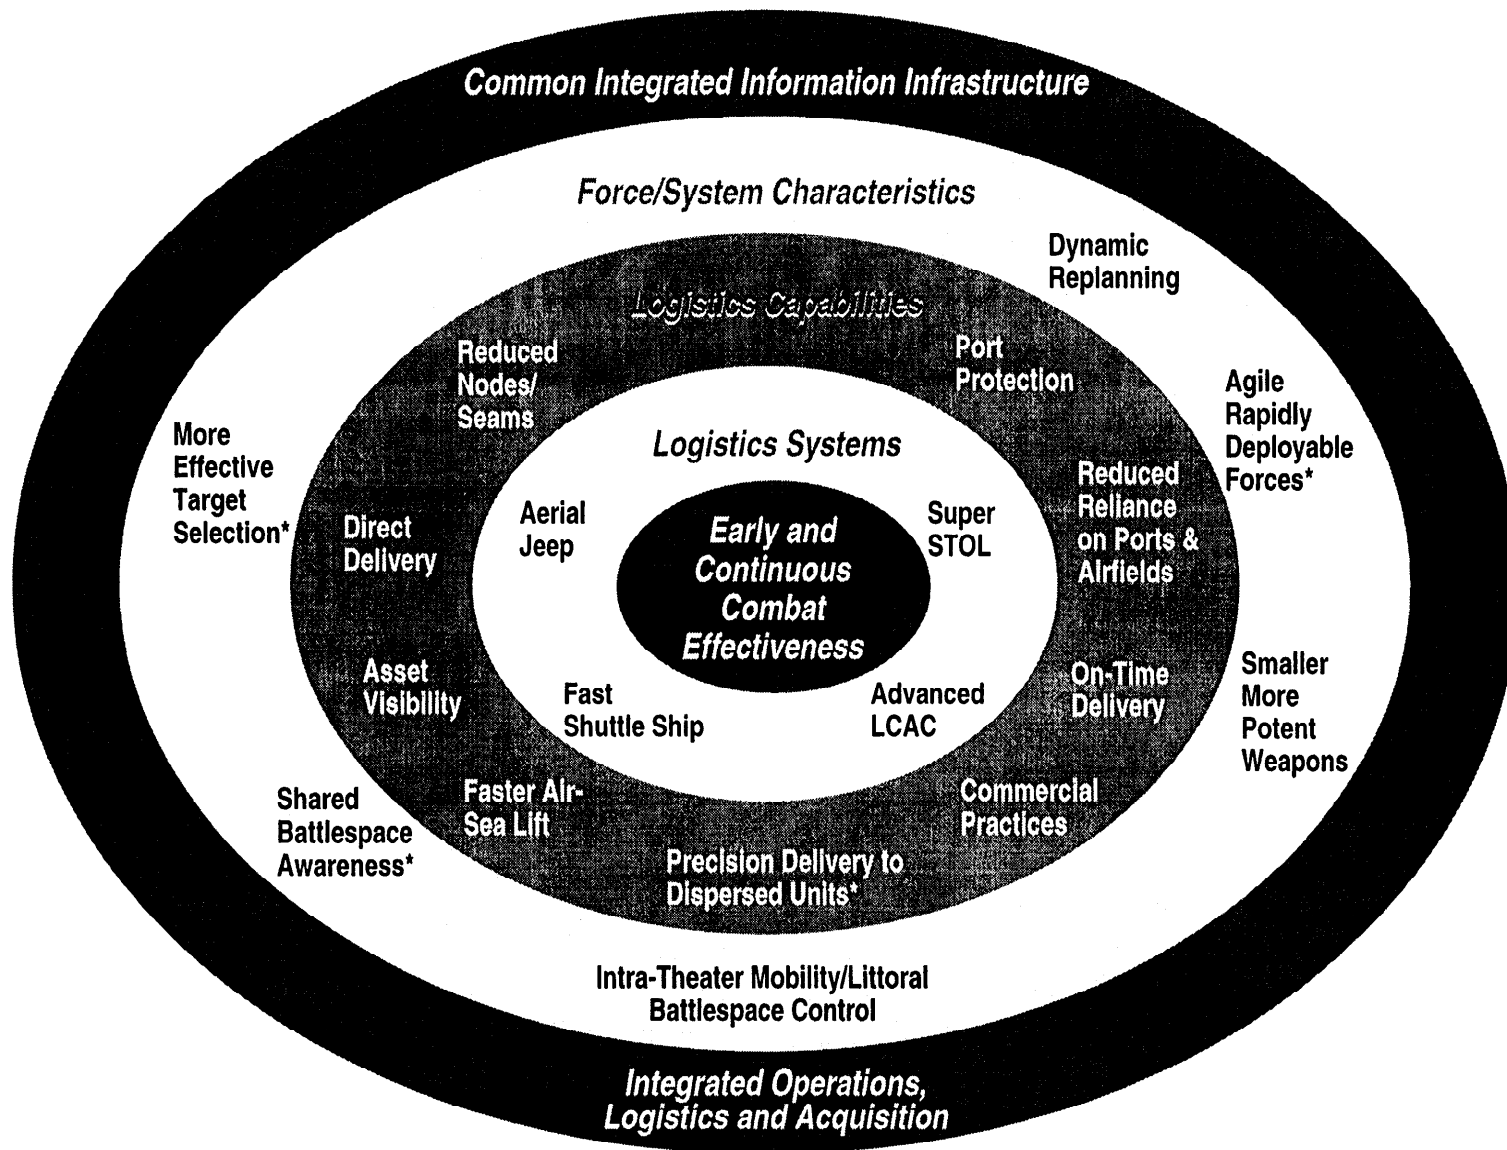 Common Integrated Information Infrastructure
Force/System Characteristics
Dynamic
Replanning
Logistics Capabilities
Reduced
Nodes/
Seams
Port
Protection
Agile
Rapidly
Deployable
Forces*
More
Effective
Target
Selection*
Logistics Systems
Reduced
Reliance
on Ports &
Airfields
Direct
Delivery
Aerial
Jeep
Early and
Continuous
Combat
Effectiveness
Super
STOL
Asset
Visibility
Fast
Shuttle Ship
Advanced
LCAC
On-Time
Delivery
Smaller
More
Potent
Weapons
Shared
Battlespace
Awareness*
Faster Air-
Sea Lift
Commercial
Practices
Precision Delivery to
Dispersed Units*
Intra-Theater Mobility/Littoral
Battlespace Control
Integrated Operations,
Logistics and Acquisition